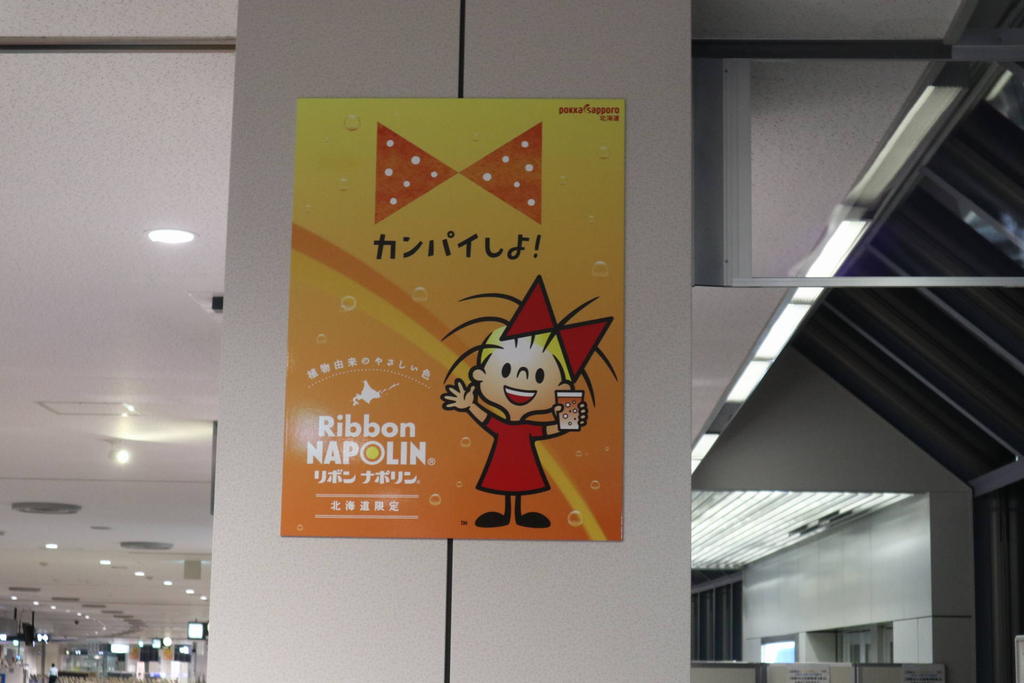 pokka sapporo
北海道
カンパイしよ!
植物由来のやさしい色
Ribbon
NAPOLIN®
リボン ナポリン®
北海道限定
TM